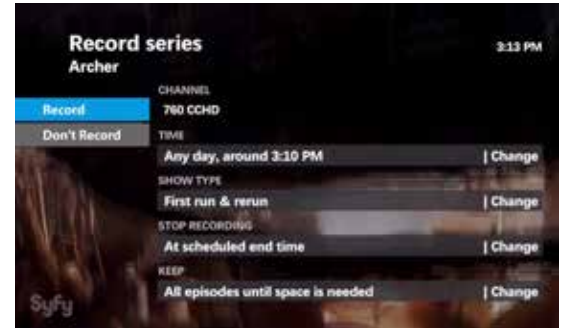 Record series
3:13 PM
Archer
CHANNEL
Record
760 CCHD
Don't Record
TIME
Any day, around 3:10 PM | Change
SHOW TYPE
First run & rerun | Change
STOP RECORDING
At scheduled end time | Change
KEEP
All episodes until space is needed | Change
Syfy